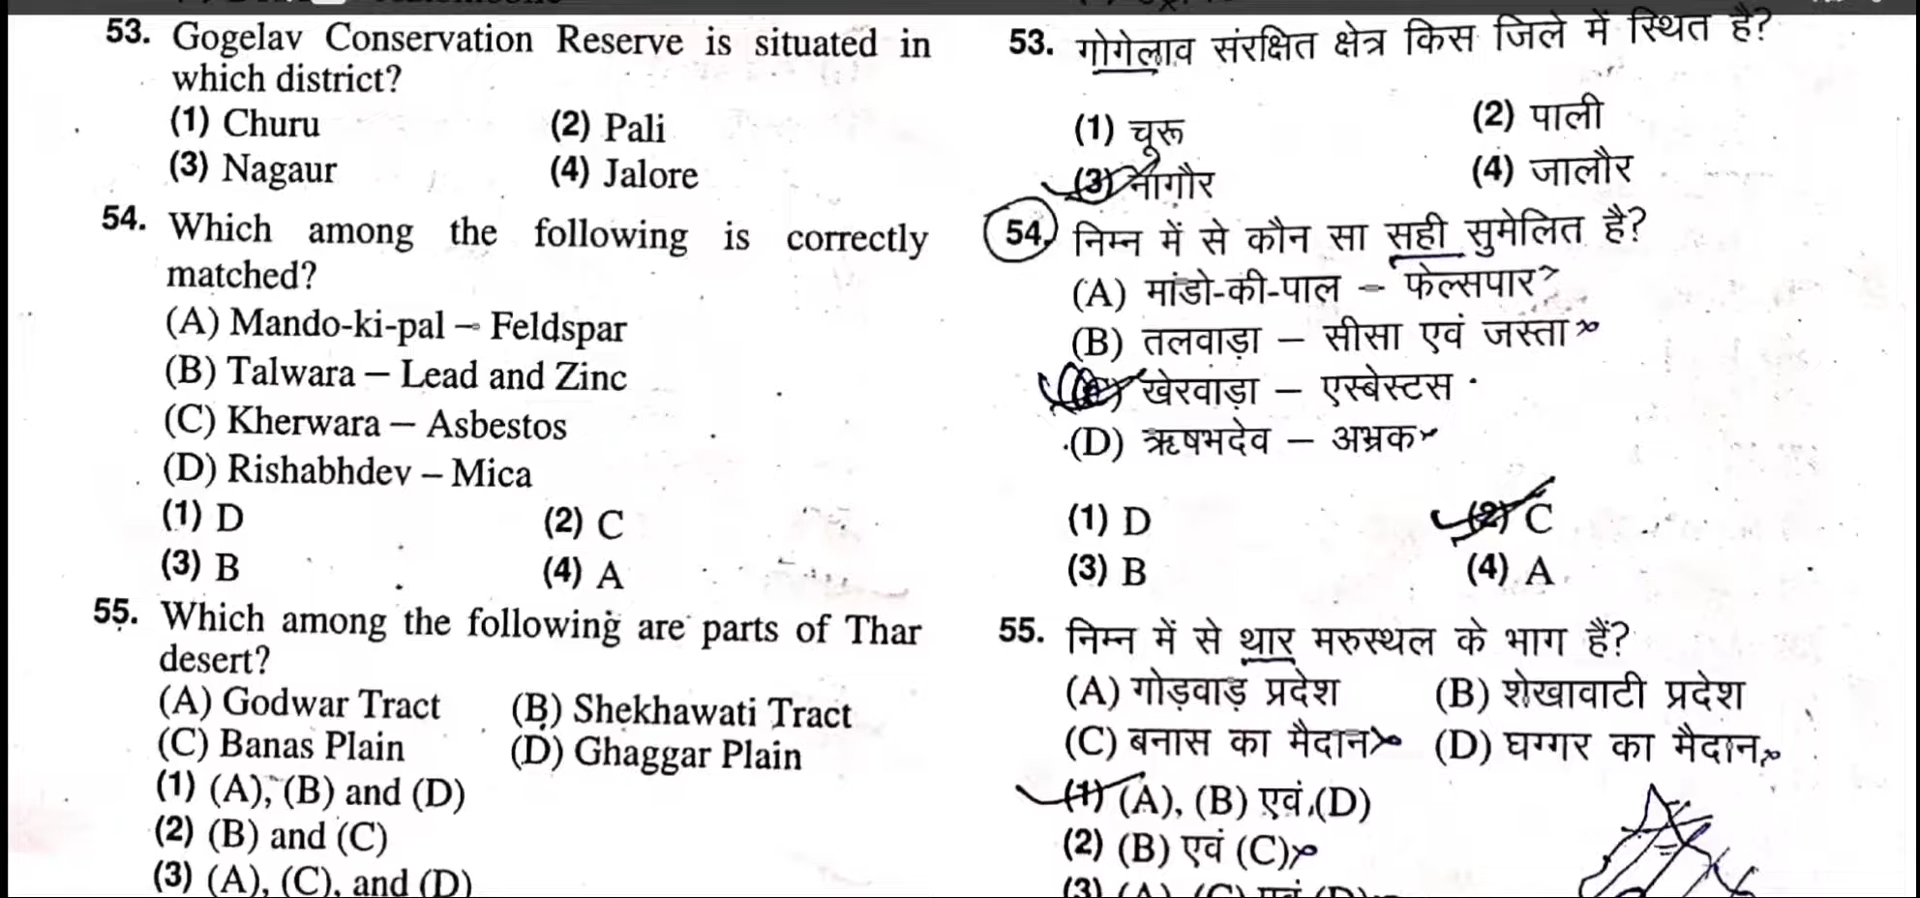 53. Gogelav Conservation Reserve is situated in
which district?
(1) Churu (2) Pali
(3) Nagaur (4) Jalore
54. Which among the following is correctly
matched?
(A) Mando-ki-pal – Feldspar
(B) Talwara – Lead and Zinc
(C) Kherwara – Asbestos
(D) Rishabhdev – Mica
(1) D (2) C
(3) B (4) A
55. Which among the following are parts of Thar
desert?
(A) Godwar Tract (B) Shekhawati Tract
(C) Banas Plain (D) Ghaggar Plain
(1) (A), (B) and (D)
(2) (B) and (C)
(3) (A), (C), and (D)
53. गोगेलाव संरक्षित क्षेत्र किस जिले में स्थित है?
(1) चूरू (2) पाली
(3) नागौर (4) जालौर
54. निम्न में से कौन सा सही सुमेलित है?
(A) मांडो-की-पाल – फेल्सपार
(B) तलवाड़ा – सीसा एवं जस्ता
(C) खेरवाड़ा – एस्बेस्टस
(D) ऋषभदेव – अभ्रक
(1) D (2) C
(3) B (4) A
55. निम्न में से थार मरुस्थल के भाग हैं?
(A) गोड़वाड़ प्रदेश (B) शेखावाटी प्रदेश
(C) बनास का मैदान (D) घग्गर का मैदान
(1) (A), (B) एवं (D)
(2) (B) एवं (C)
(3) (A), (C) एवं (D)